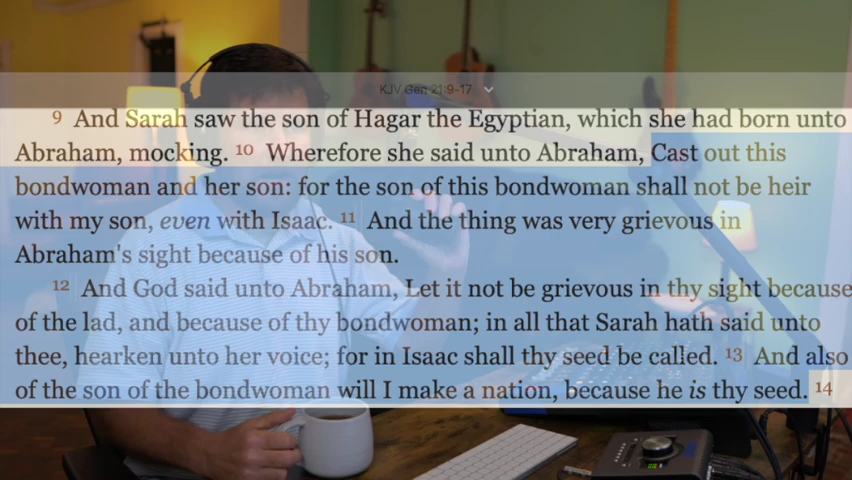 KJV Gen 21:9-17
9 And Sarah saw the son of Hagar the Egyptian, which she had born unto
Abraham, mocking. 10 Wherefore she said unto Abraham, Cast out this
bondwoman and her son: for the son of this bondwoman shall not be heir
with my son, even with Isaac. 11 And the thing was very grievous in
Abraham's sight because of his son.
12 And God said unto Abraham, Let it not be grievous in thy sight because
of the lad, and because of thy bondwoman; in all that Sarah hath said unto
thee, hearken unto her voice; for in Isaac shall thy seed be called. 13 And also
of the son of the bondwoman will I make a nation, because he is thy seed. 14